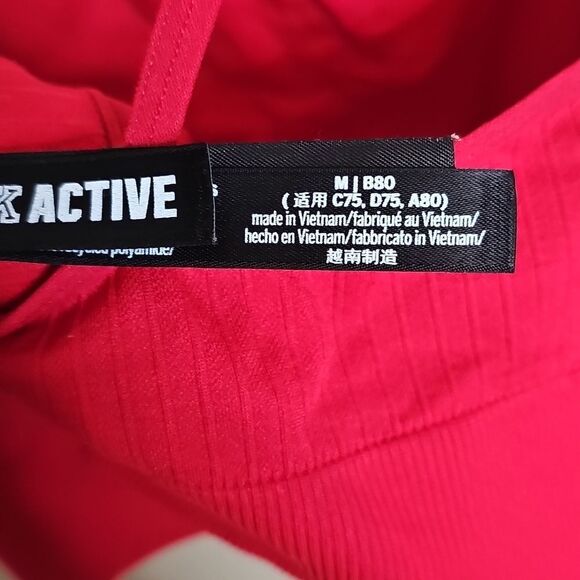 ACTIVE
M | B80
( 适用 C75, D75, A80)
made in Vietnam/fabriqué au Vietnam/
hecho en Vietnam/fabbricato in Vietnam/
越南制造
polyamide/